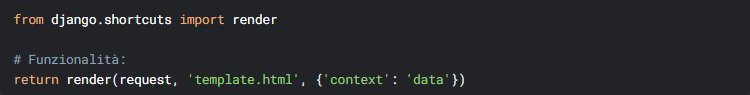 from django.shortcuts import render
# Funzionalità:
return render(request, 'template.html', {'context': 'data'})